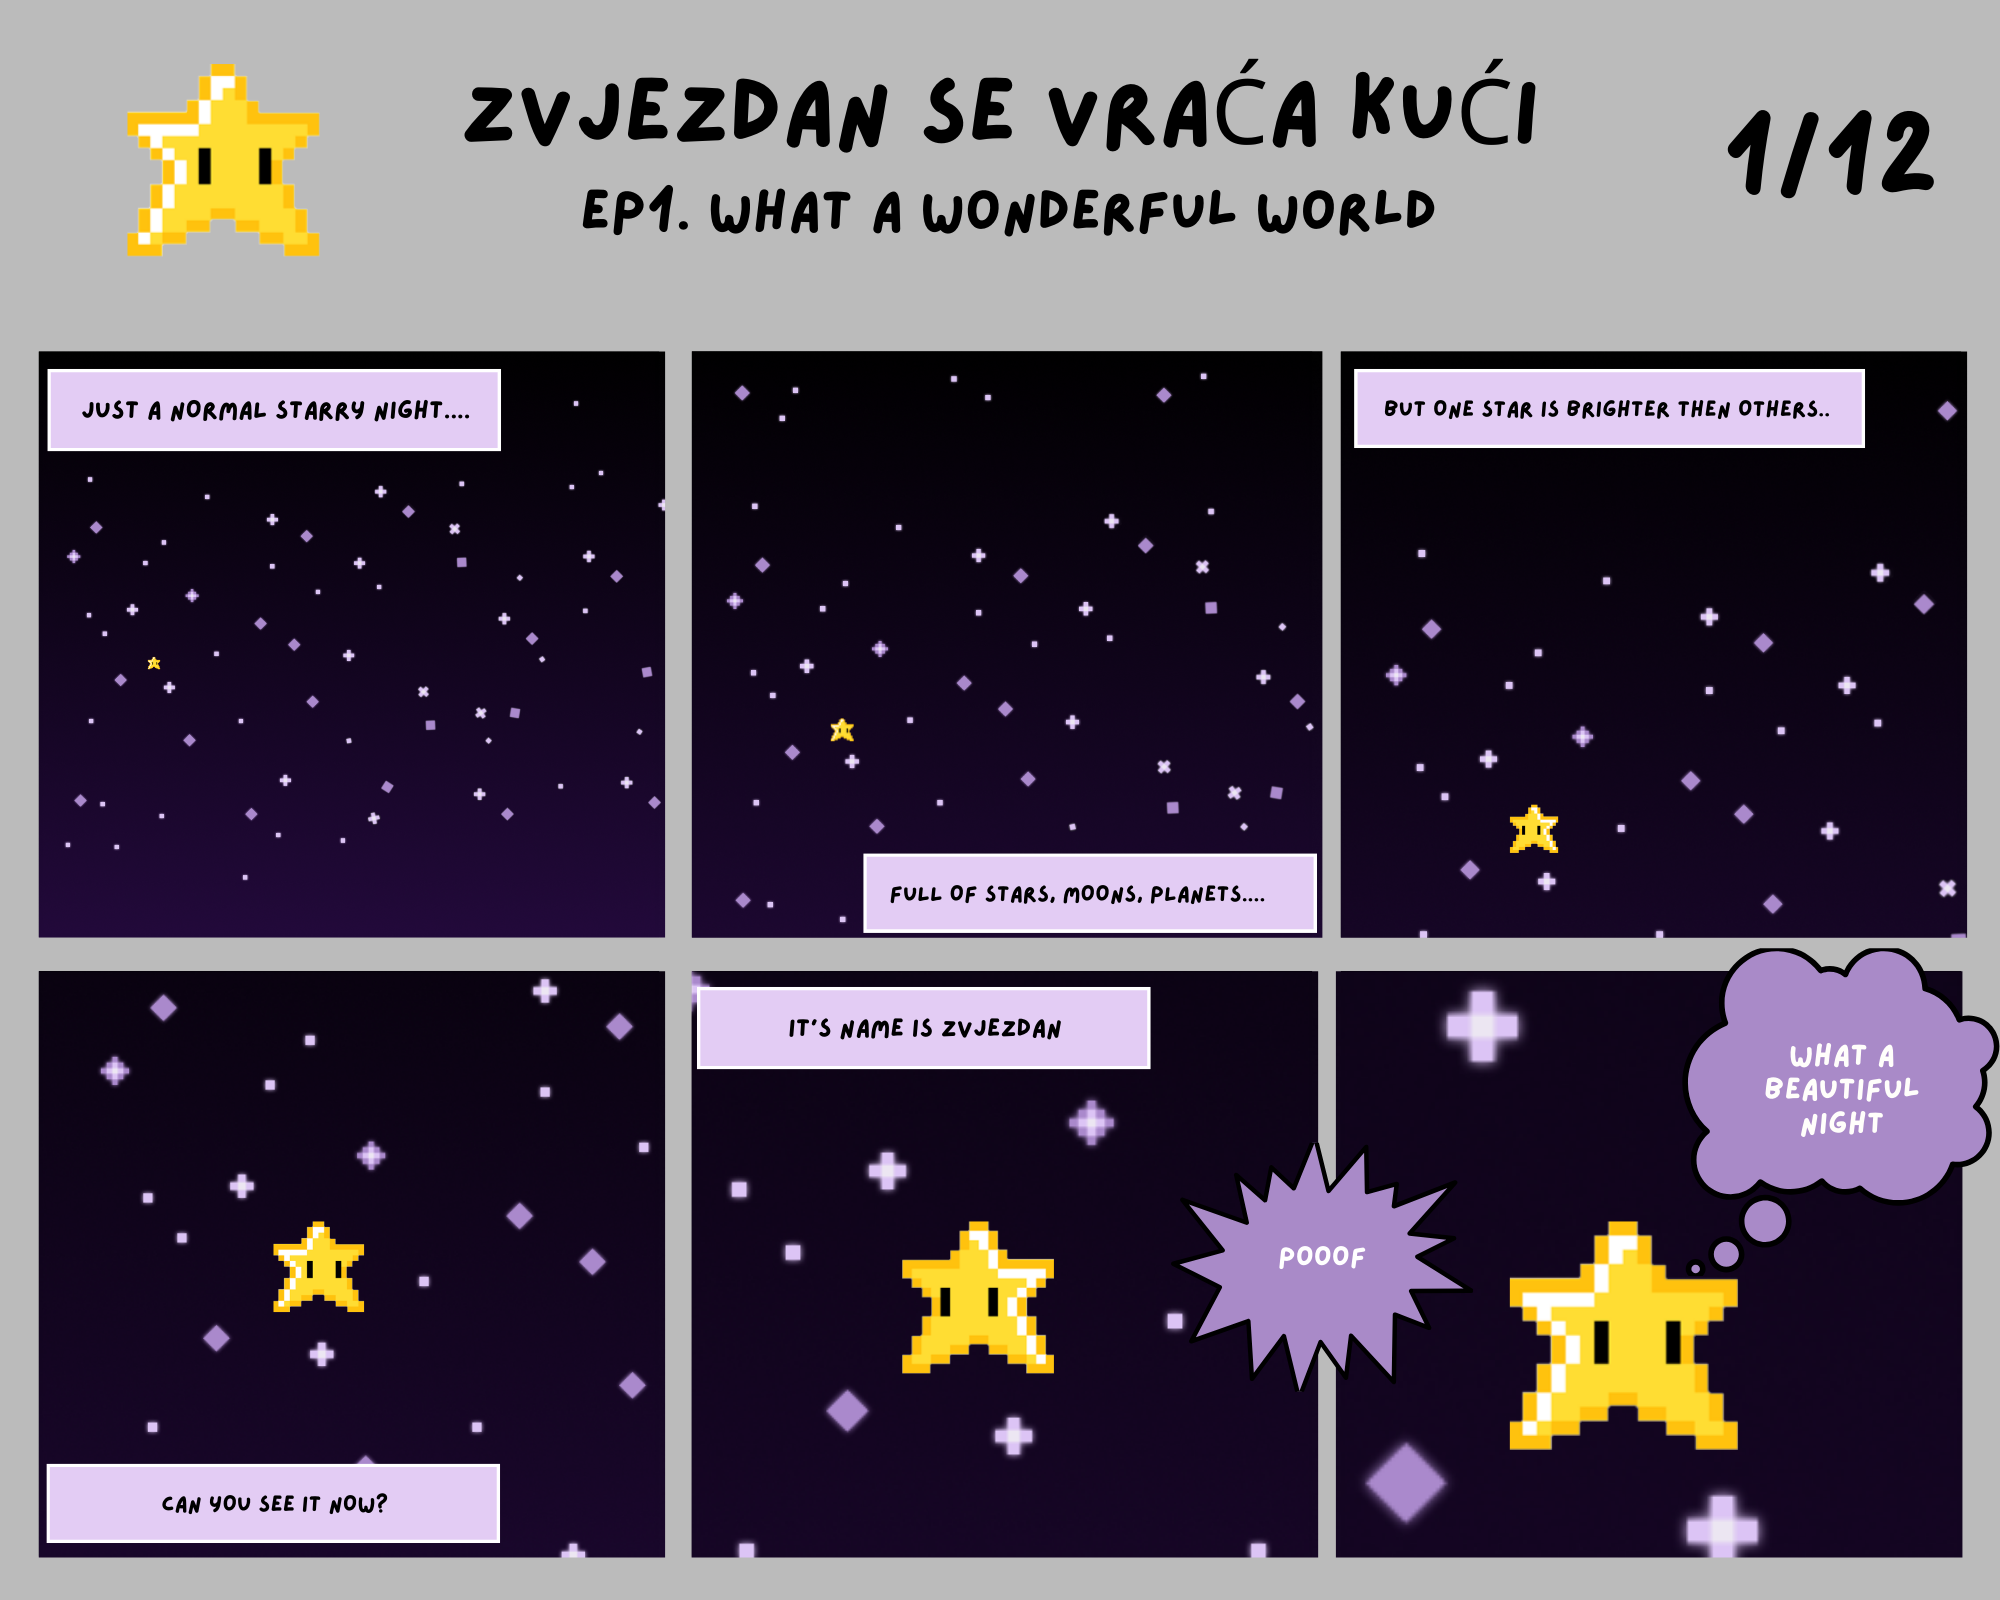 ZVJEZDAN SE VRAĆA KUĆI
EP1. WHAT A WONDERFUL WORLD
1/12
JUST A NORMAL STARRY NIGHT....
FULL OF STARS, MOONS, PLANETS....
BUT ONE STAR IS BRIGHTER THEN OTHERS..
CAN YOU SEE IT NOW?
IT'S NAME IS ZVJEZDAN
POOOF
WHAT A
BEAUTIFUL
NIGHT